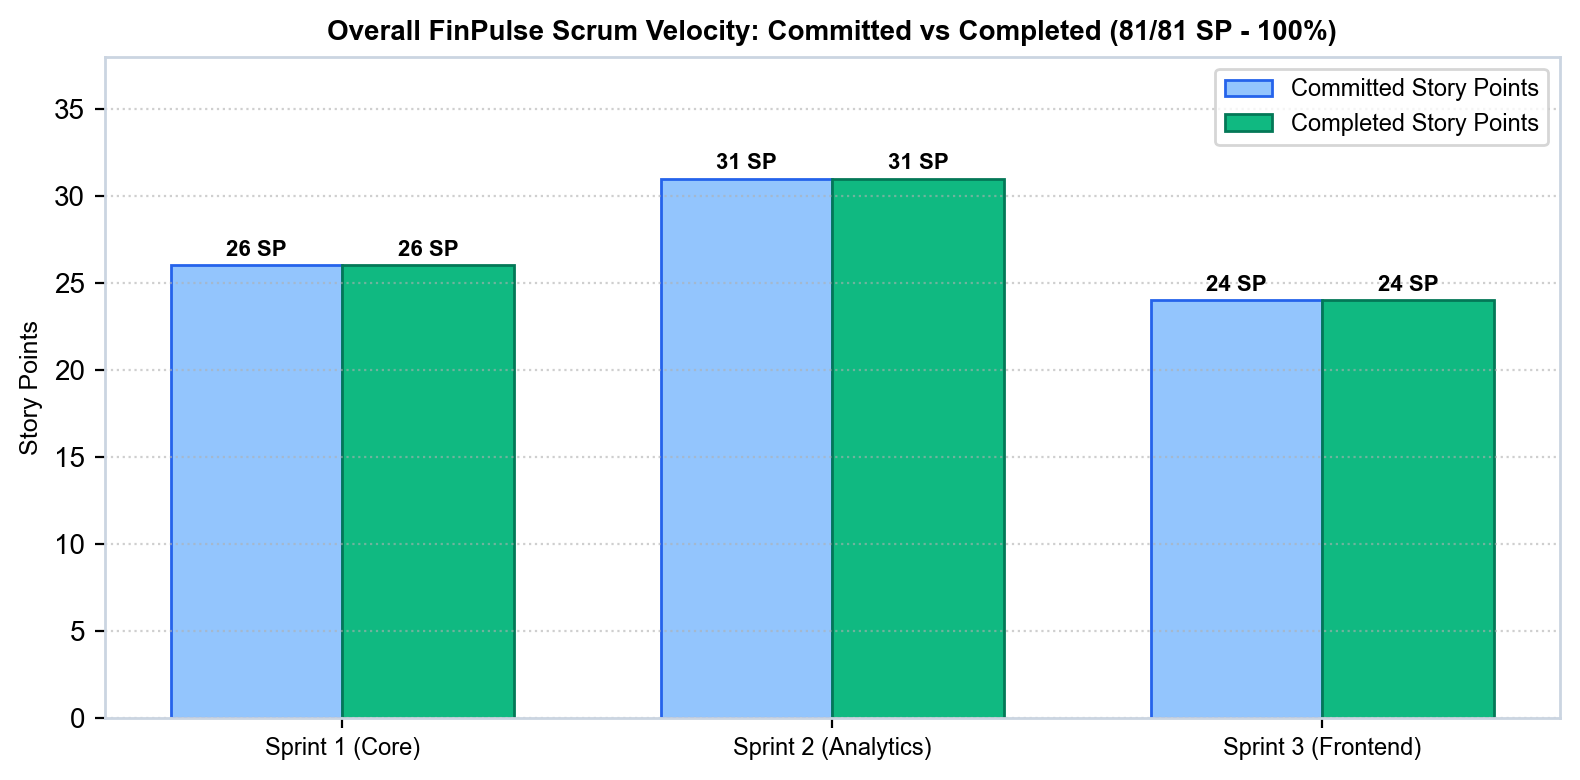 Overall FinPulse Scrum Velocity: Committed vs Completed (81/81 SP - 100%)
Committed Story Points
Completed Story Points
Story Points
35
30
25
20
15
10
5
0
26 SP
26 SP
31 SP
31 SP
24 SP
24 SP
Sprint 1 (Core)
Sprint 2 (Analytics)
Sprint 3 (Frontend)